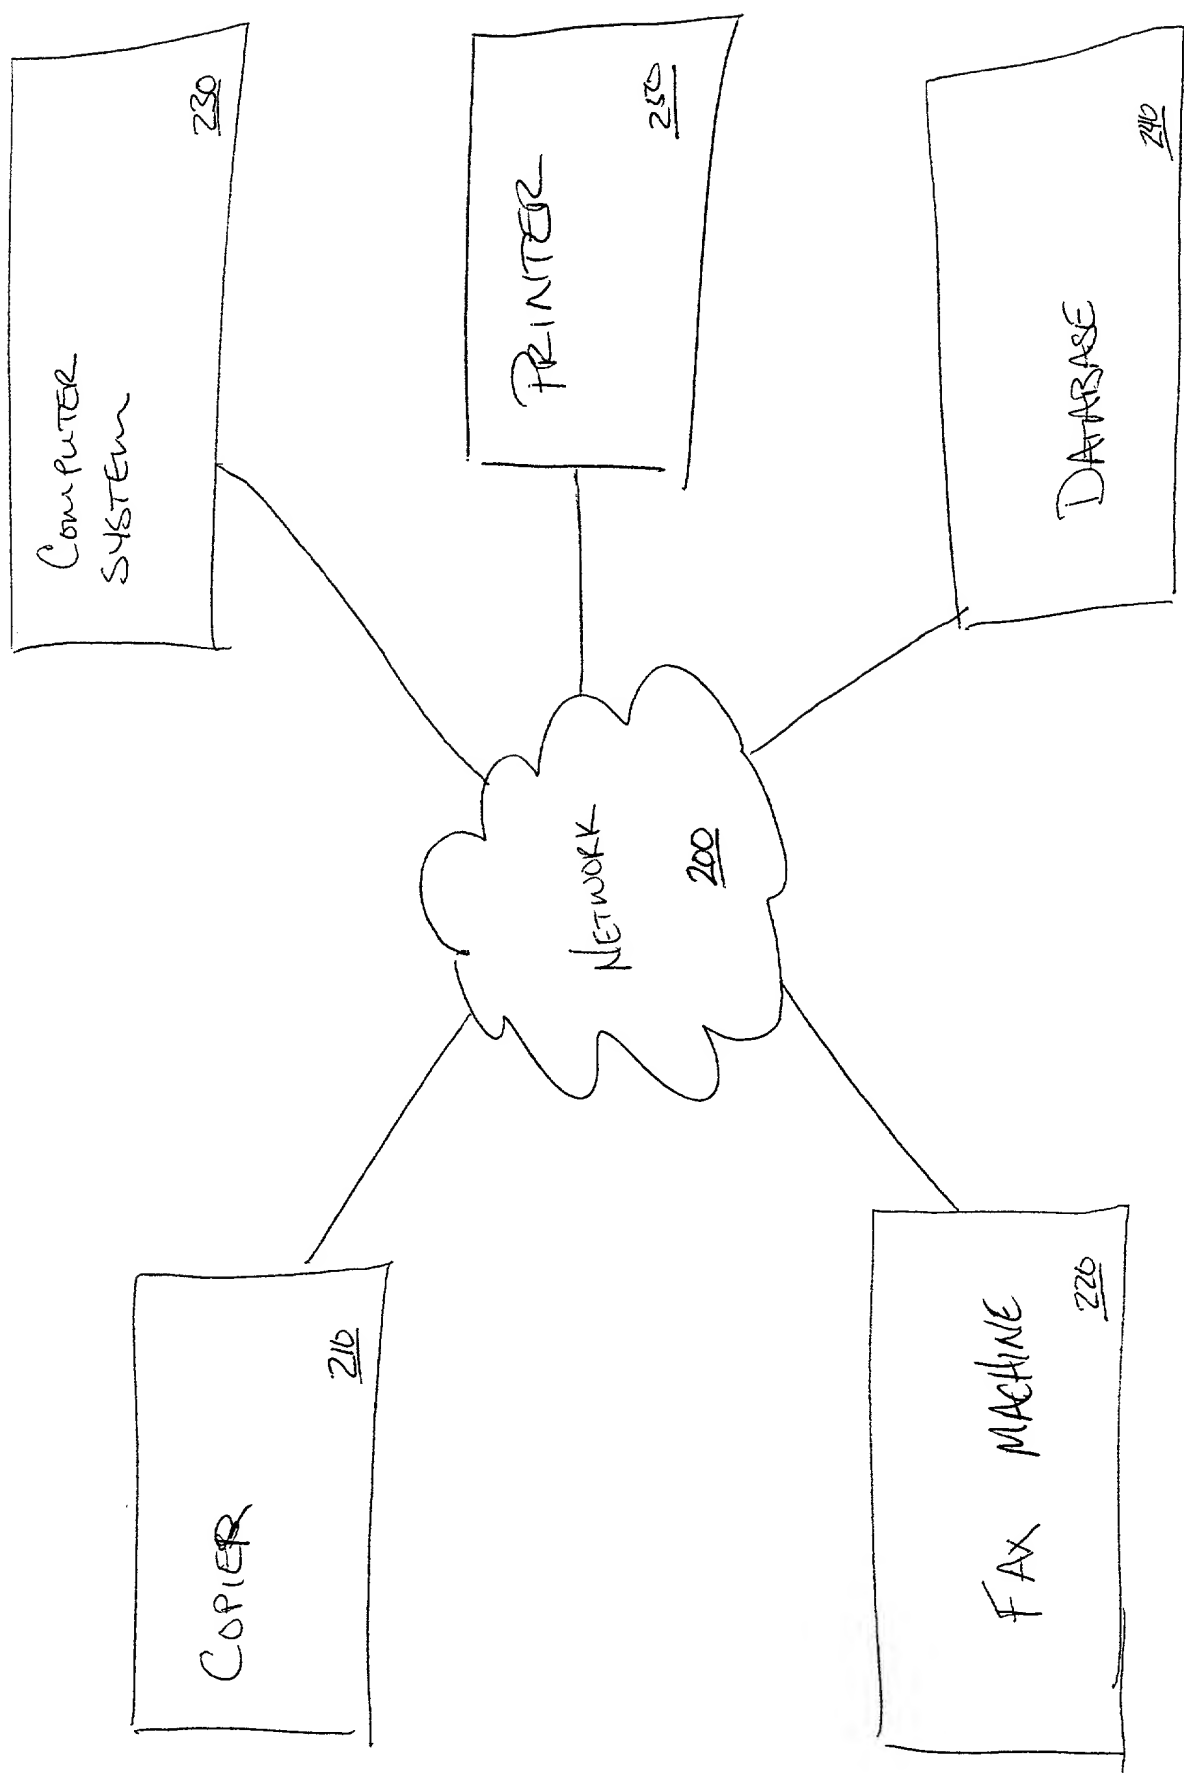 COMPUTER
SYSTEM
230
PRINTER
250
DATABASE
240
NETWORK
200
COPIER
210
FAX MACHINE
220